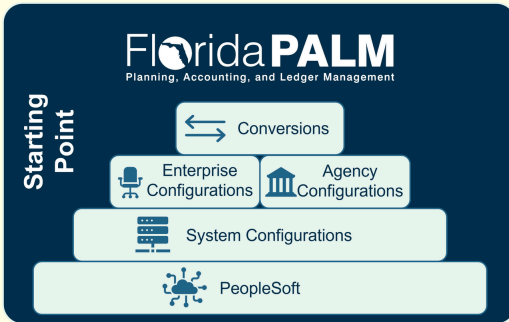 Florida PALM
Planning, Accounting, and Ledger Management
Starting
Point
Conversions
Enterprise
Configurations
Agency
Configurations
System Configurations
PeopleSoft